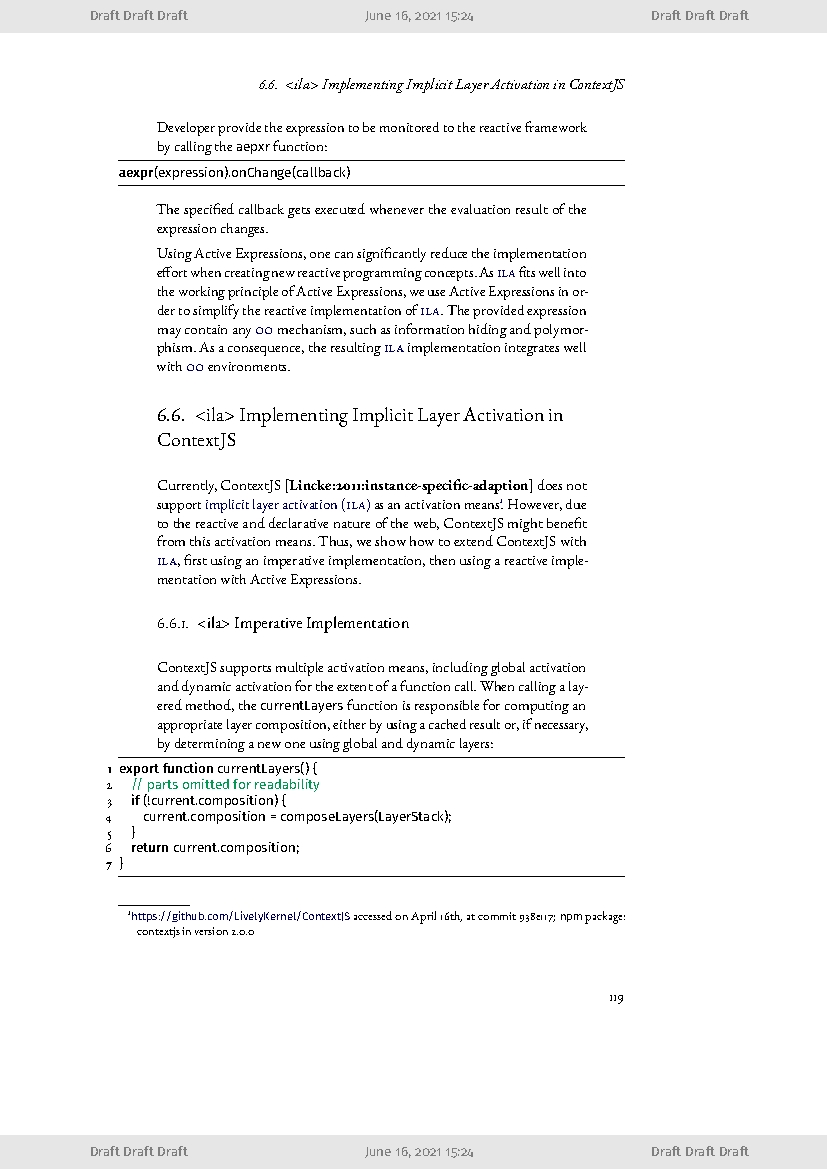 Draft Draft Draft June 16, 2021 15:24 Draft Draft Draft
6.6. <ila> Implementing Implicit Layer Activation in ContextJS
Developer provide the expression to be monitored to the reactive framework
by calling the aepxr function:
aexpr(expression).onChange(callback)
The specified callback gets executed whenever the evaluation result of the
expression changes.
Using Active Expressions, one can significantly reduce the implementation
effort when creating new reactive programming concepts. As ILA fits well into
the working principle of Active Expressions, we use Active Expressions in or-
der to simplify the reactive implementation of ILA. The provided expression
may contain any OO mechanism, such as information hiding and polymor-
phism. As a consequence, the resulting ILA implementation integrates well
with OO environments.
6.6. <ila> Implementing Implicit Layer Activation in
ContextJS
Currently, ContextJS [Lincke:2011:instance-specific-adaption] does not
support implicit layer activation (ILA) as an activation means¹. However, due
to the reactive and declarative nature of the web, ContextJS might benefit
from this activation means. Thus, we show how to extend ContextJS with
ILA, first using an imperative implementation, then using a reactive imple-
mentation with Active Expressions.
6.6.1. <ila> Imperative Implementation
ContextJS supports multiple activation means, including global activation
and dynamic activation for the extent of a function call. When calling a lay-
ered method, the currentLayers function is responsible for computing an
appropriate layer composition, either by using a cached result or, if necessary,
by determining a new one using global and dynamic layers:
1 export function currentLayers() {
2 // parts omitted for readability
3 if (!current.composition) {
4 current.composition = composeLayers(LayerStack);
5 }
6 return current.composition;
7 }
¹https://github.com/LivelyKernel/ContextJS accessed on April 16th, at commit 938e117; npm package:
contextjs in version 2.0.0
119
Draft Draft Draft June 16, 2021 15:24 Draft Draft Draft